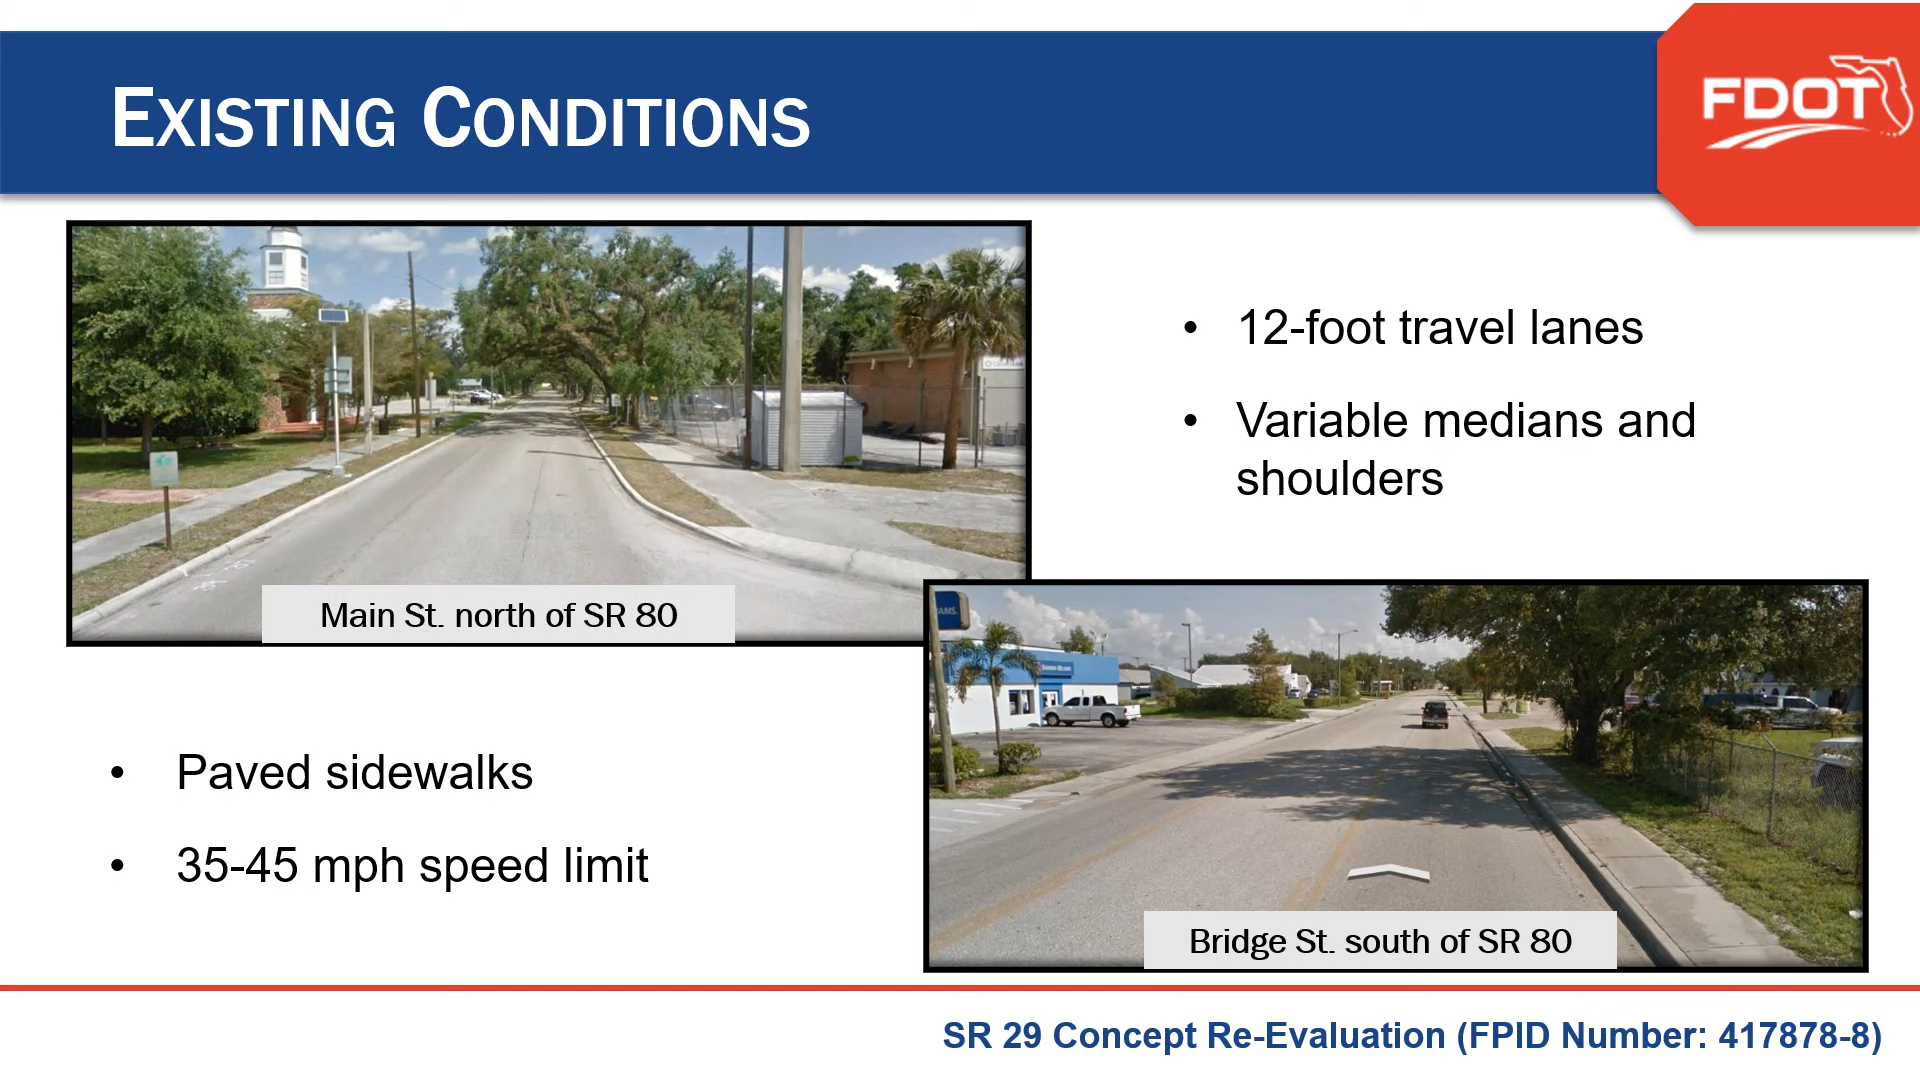 EXISTING CONDITIONS
FDOT
12-foot travel lanes
Variable medians and
shoulders
Main St. north of SR 80
AMS.
Paved sidewalks
35-45 mph speed limit
Bridge St. south of SR 80
SR 29 Concept Re-Evaluation (FPID Number: 417878-8)